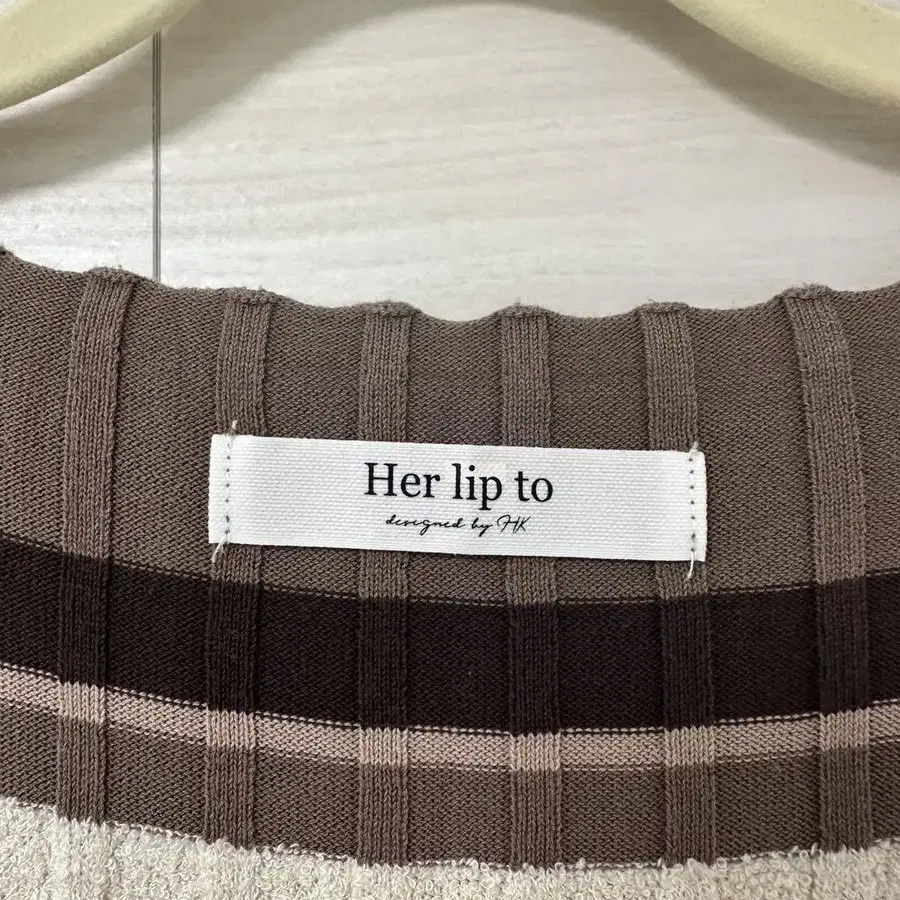 Her lip to
designed by HK